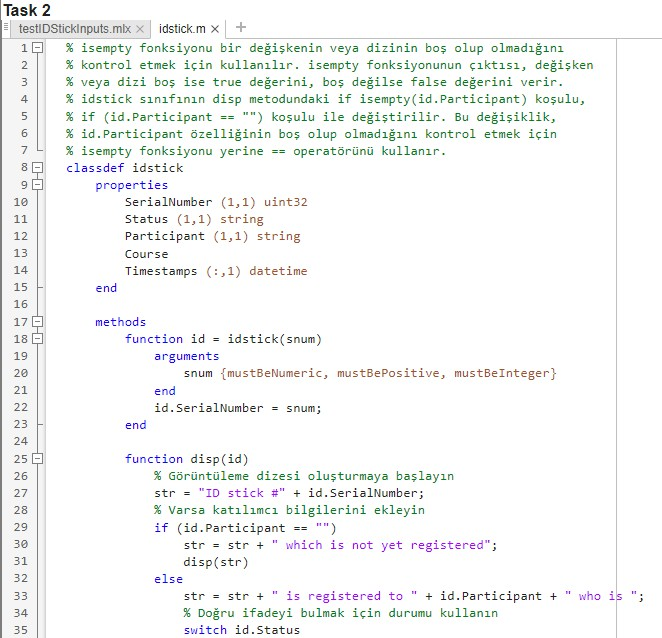 Task 2
testIDStickInputs.mlx × idstick.m × +
1 % isempty fonksiyonu bir değişkenin veya dizinin boş olup olmadığını
2 % kontrol etmek için kullanılır. isempty fonksiyonunun çıktısı, değişken
3 % veya dizi boş ise true değerini, boş değilse false değerini verir.
4 % idstick sınıfının disp metodundaki if isempty(id.Participant) koşulu,
5 % if (id.Participant == "") koşulu ile değiştirilir. Bu değişiklik,
6 % id.Participant özelliğinin boş olup olmadığını kontrol etmek için
7 % isempty fonksiyonu yerine == operatörünü kullanır.
8 classdef idstick
9 properties
10 SerialNumber (1,1) uint32
11 Status (1,1) string
12 Participant (1,1) string
13 Course
14 Timestamps (:,1) datetime
15 end
16
17 methods
18 function id = idstick(snum)
19 arguments
20 snum {mustBeNumeric, mustBePositive, mustBeInteger}
21 end
22 id.SerialNumber = snum;
23 end
24
25 function disp(id)
26 % Görüntüleme dizesi oluşturmaya başlayın
27 str = "ID stick #" + id.SerialNumber;
28 % Varsa katılımcı bilgilerini ekleyin
29 if (id.Participant == "")
30 str = str + " which is not yet registered";
31 disp(str)
32 else
33 str = str + " is registered to " + id.Participant + " who is ";
34 % Doğru ifadeyi bulmak için durumu kullanın
35 switch id.Status